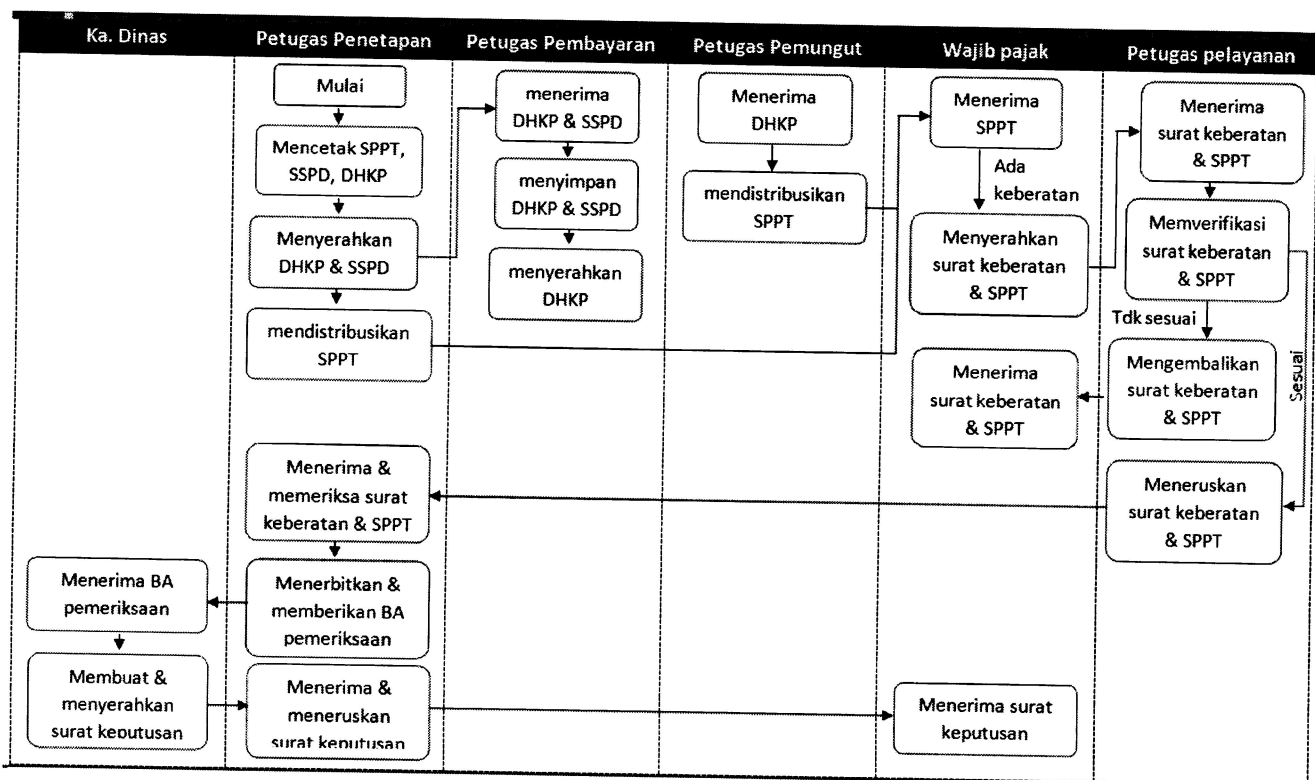 Ka. Dinas
Petugas Penetapan
Petugas Pembayaran
Petugas Pemungut
Wajib pajak
Petugas pelayanan
Mulai
Mencetak SPPT,
SSPD, DHKP
Menyerahkan
DHKP & SSPD
mendistribusikan
SPPT
menerima
DHKP & SSPD
menyimpan
DHKP & SSPD
menyerahkan
DHKP
Menerima
DHKP
mendistribusikan
SPPT
Menerima
SPPT
Ada
keberatan
Menyerahkan
surat keberatan
& SPPT
Menerima
surat keberatan
& SPPT
Memverifikasi
surat keberatan
& SPPT
Tdk sesuai
Sesuai
Mengembalikan
surat keberatan
& SPPT
Menerima
surat keberatan
& SPPT
Meneruskan
surat keberatan
& SPPT
Menerima &
memeriksa surat
keberatan & SPPT
Menerbitkan &
memberikan BA
pemeriksaan
Menerima BA
pemeriksaan
Membuat &
menyerahkan
surat keputusan
Menerima &
meneruskan
surat keputusan
Menerima surat
keputusan